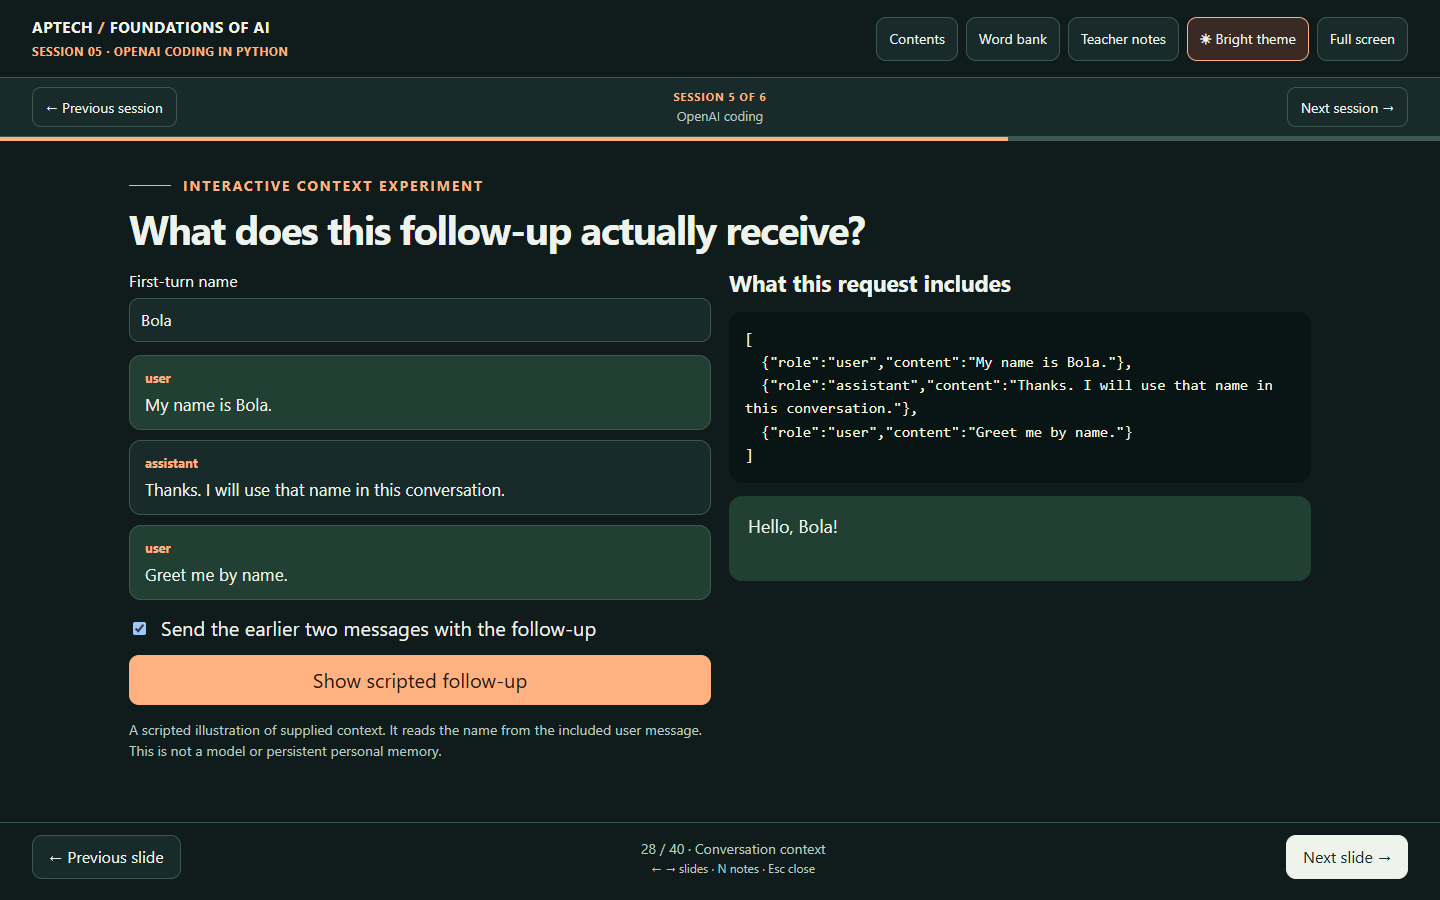 APTECH / FOUNDATIONS OF AI
SESSION 05 · OPENAI CODING IN PYTHON
Contents
Word bank
Teacher notes
☀ Bright theme
Full screen
← Previous session
SESSION 5 OF 6
OpenAI coding
Next session →
INTERACTIVE CONTEXT EXPERIMENT
What does this follow-up actually receive?
First-turn name
Bola
user
My name is Bola.
assistant
Thanks. I will use that name in this conversation.
user
Greet me by name.
Send the earlier two messages with the follow-up
Show scripted follow-up
A scripted illustration of supplied context. It reads the name from the included user message.
This is not a model or persistent personal memory.
What this request includes
[
{"role":"user","content":"My name is Bola."},
{"role":"assistant","content":"Thanks. I will use that name in
this conversation."},
{"role":"user","content":"Greet me by name."}
]
Hello, Bola!
← Previous slide
28 / 40 · Conversation context
← → slides · N notes · Esc close
Next slide →